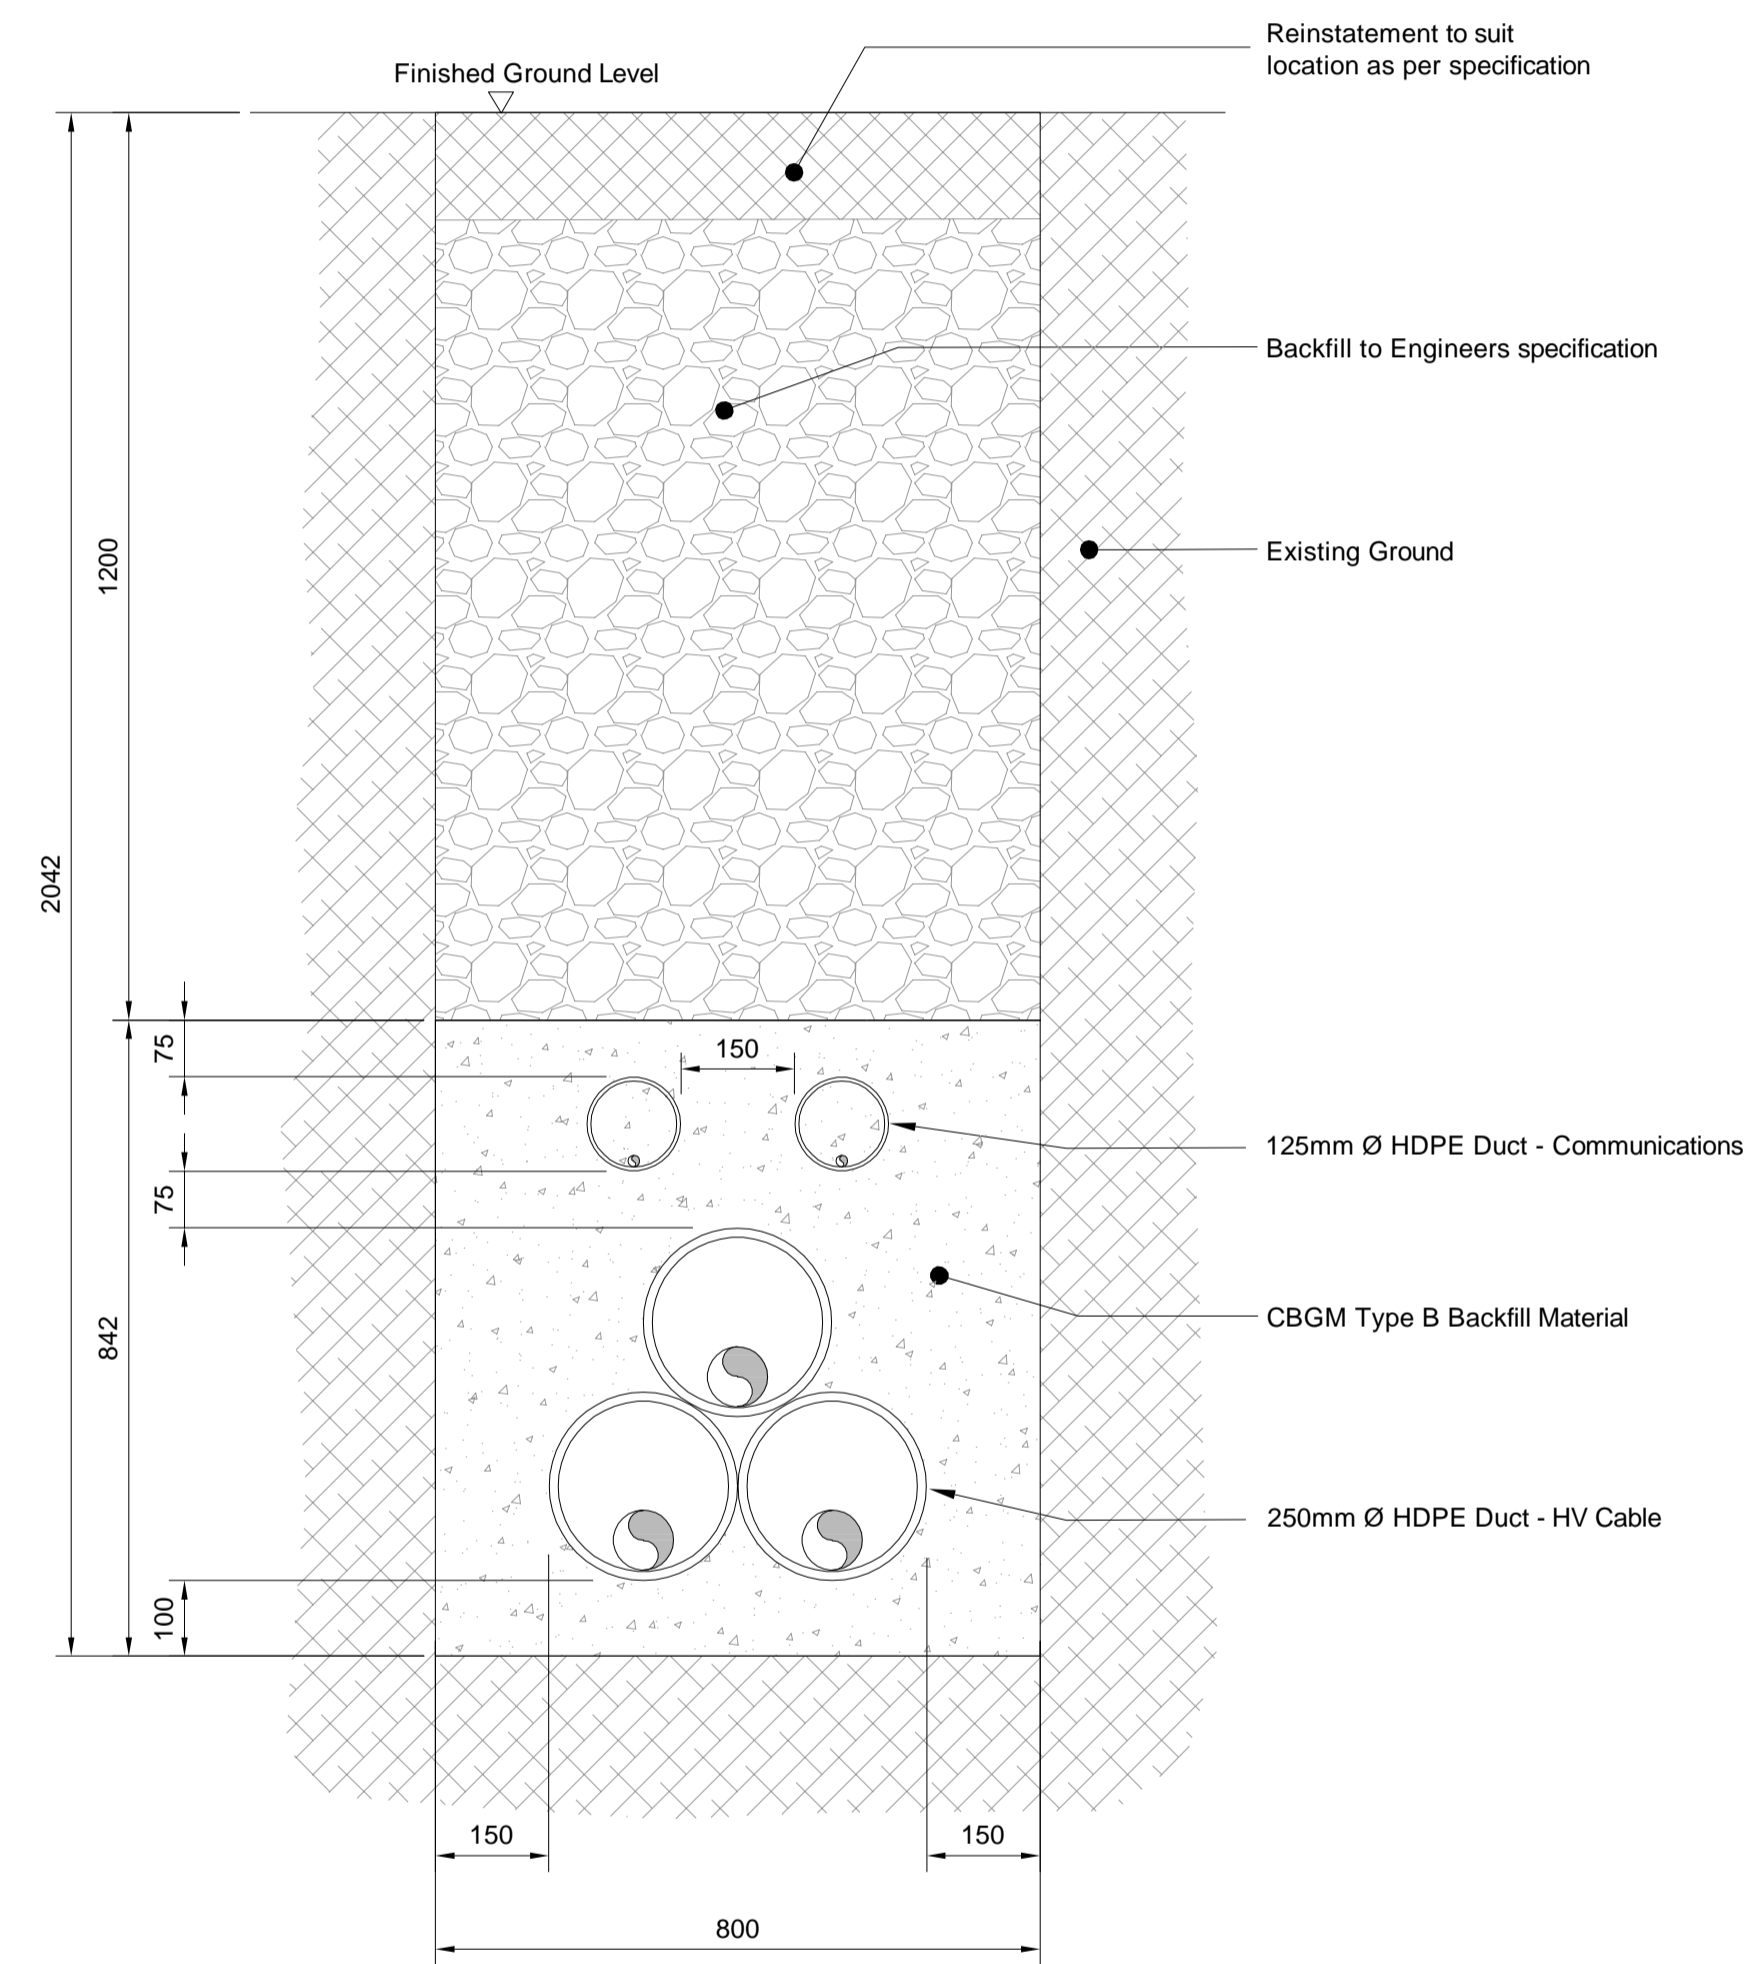 Reinstatement to suit
location as per specification
Finished Ground Level
Backfill to Engineers specification
Existing Ground
1200
2042
75
150
125mm Ø HDPE Duct - Communications
75
CBGM Type B Backfill Material
842
250mm Ø HDPE Duct - HV Cable
100
150
150
800